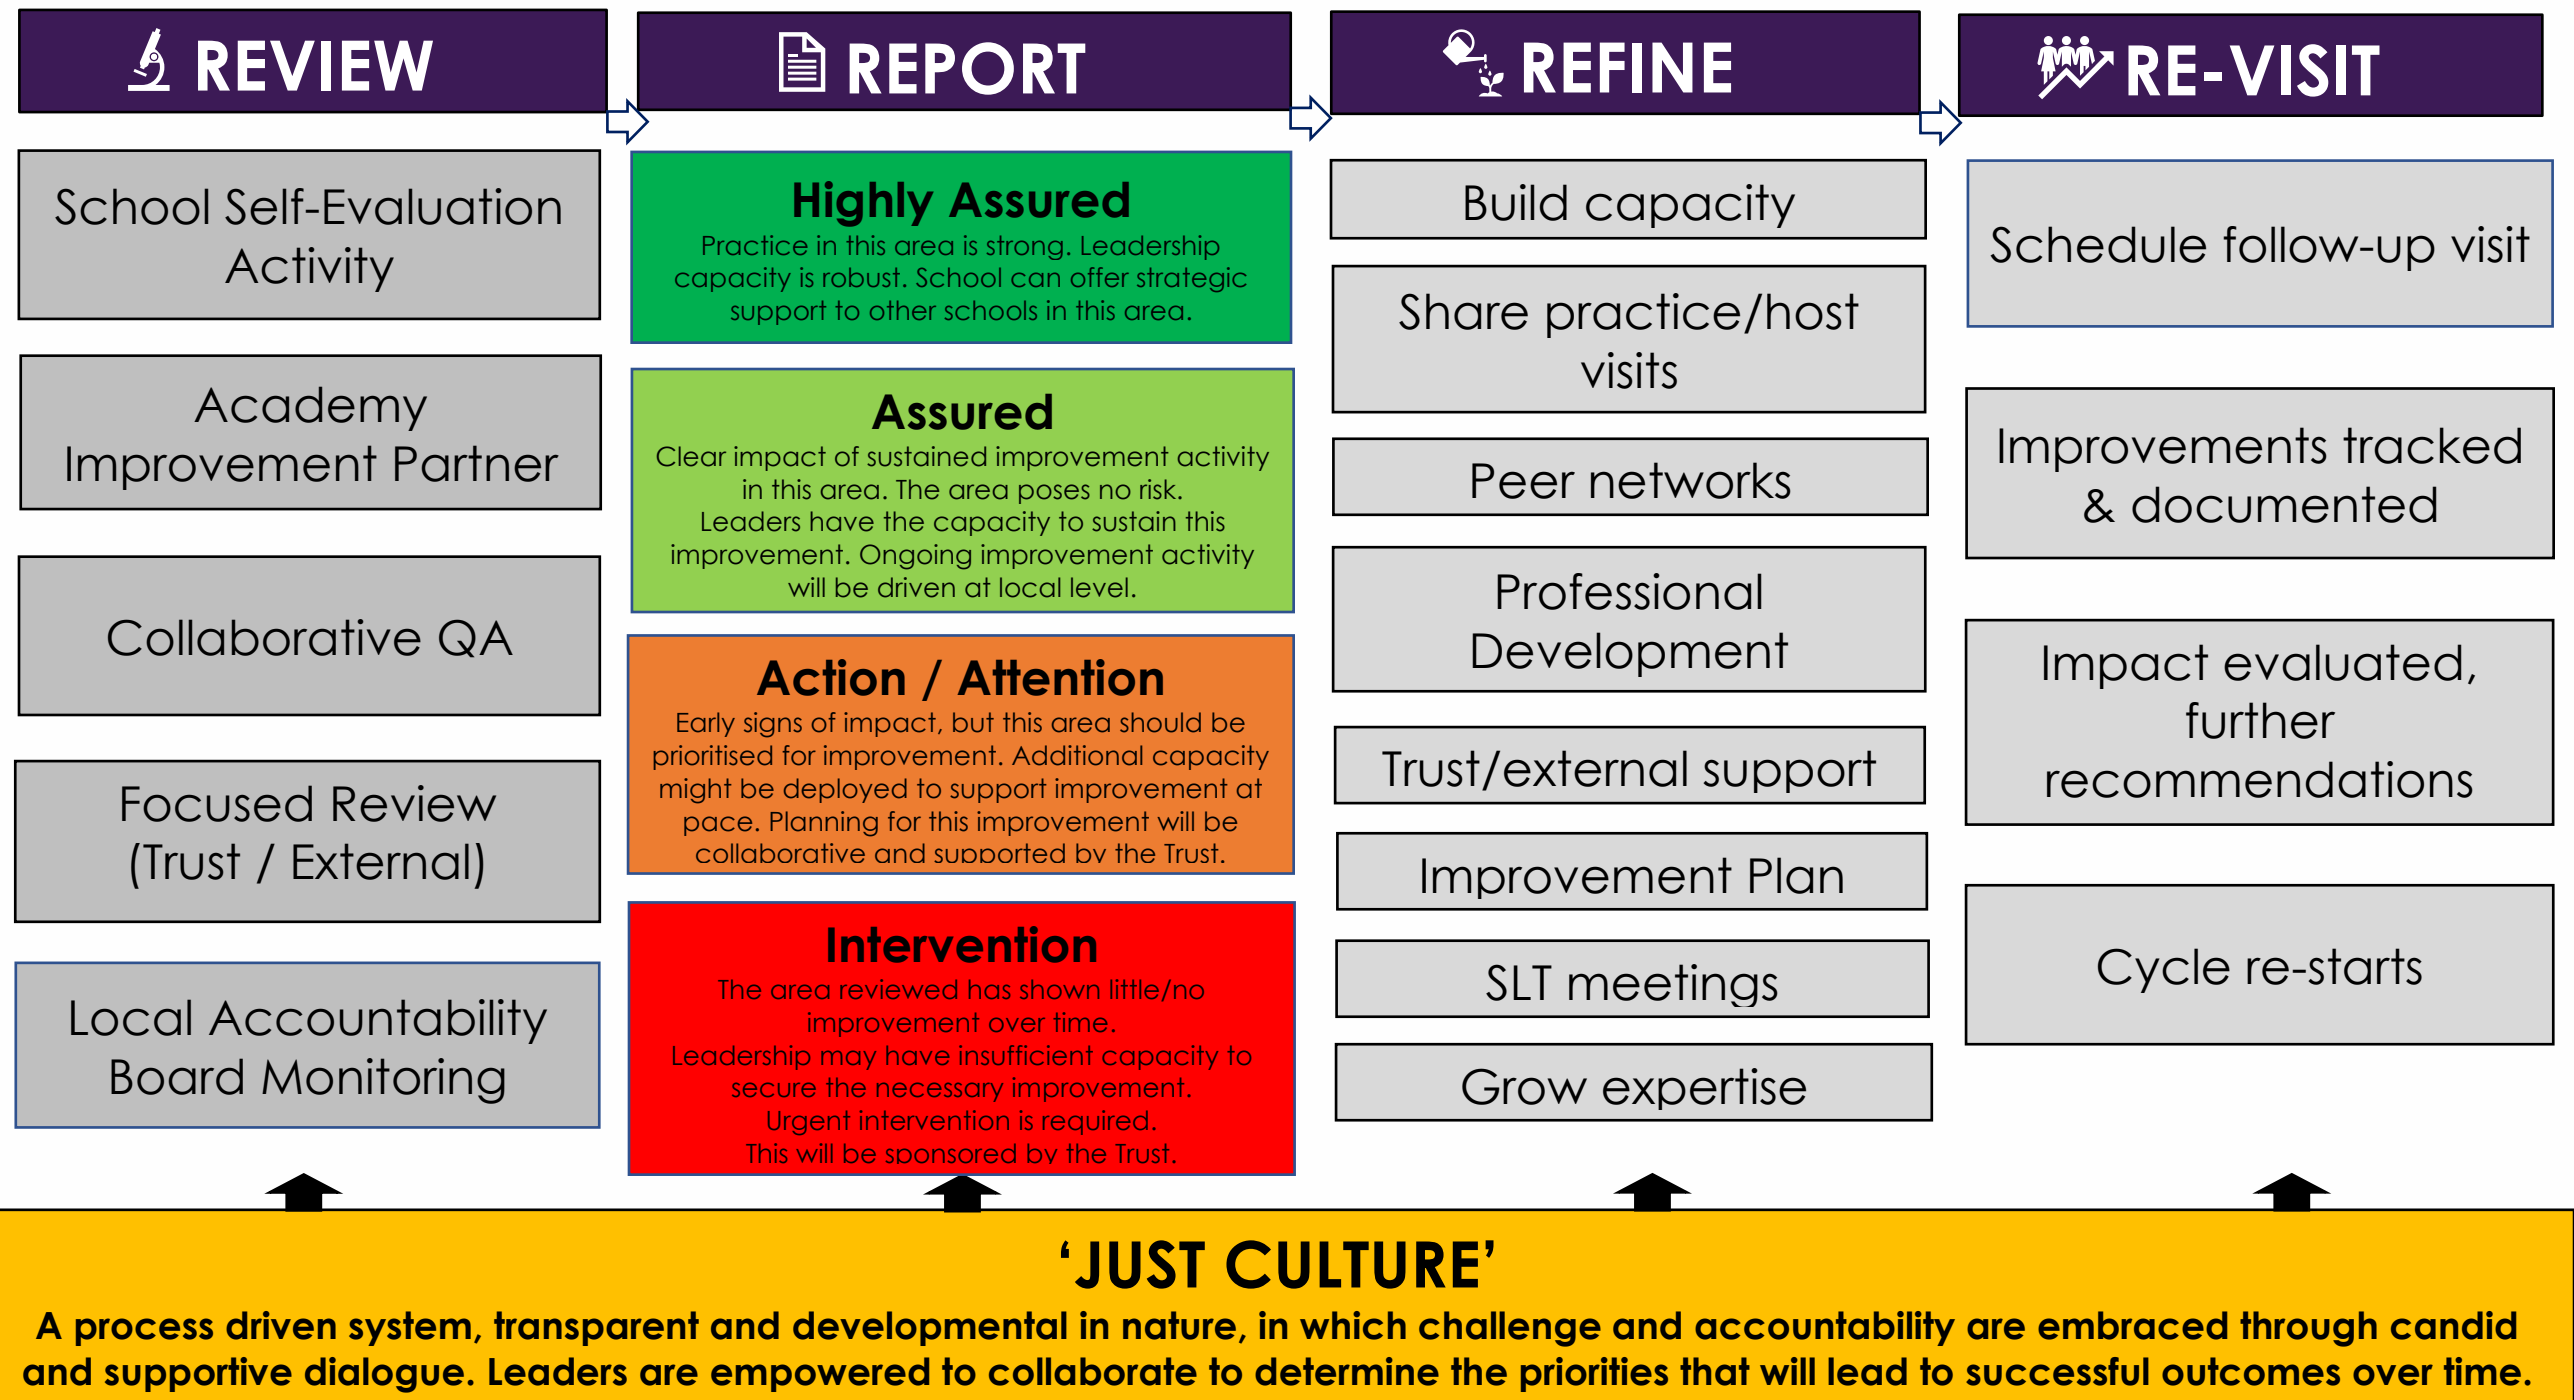 REVIEW
School Self-Evaluation
Activity
Academy
Improvement Partner
Collaborative QA
Focused Review
(Trust / External)
Local Accountability
Board Monitoring
REPORT
Highly Assured
Practice in this area is strong. Leadership
capacity is robust. School can offer strategic
support to other schools in this area.
Assured
Clear impact of sustained improvement activity
in this area. The area poses no risk.
Leaders have the capacity to sustain this
improvement. Ongoing improvement activity
will be driven at local level.
Action / Attention
Early signs of impact, but this area should be
prioritised for improvement. Additional capacity
might be deployed to support improvement at
pace. Planning for this improvement will be
collaborative and supported by the Trust.
Intervention
The area reviewed has shown little/no
improvement over time.
Leadership may have insufficient capacity to
secure the necessary improvement.
Urgent intervention is required.
This will be sponsored by the Trust.
REFINE
Build capacity
Share practice/host
visits
Peer networks
Professional
Development
Trust/external support
Improvement Plan
SLT meetings
Grow expertise
RE-VISIT
Schedule follow-up visit
Improvements tracked
& documented
Impact evaluated,
further
recommendations
Cycle re-starts
‘JUST CULTURE’
A process driven system, transparent and developmental in nature, in which challenge and accountability are embraced through candid
and supportive dialogue. Leaders are empowered to collaborate to determine the priorities that will lead to successful outcomes over time.